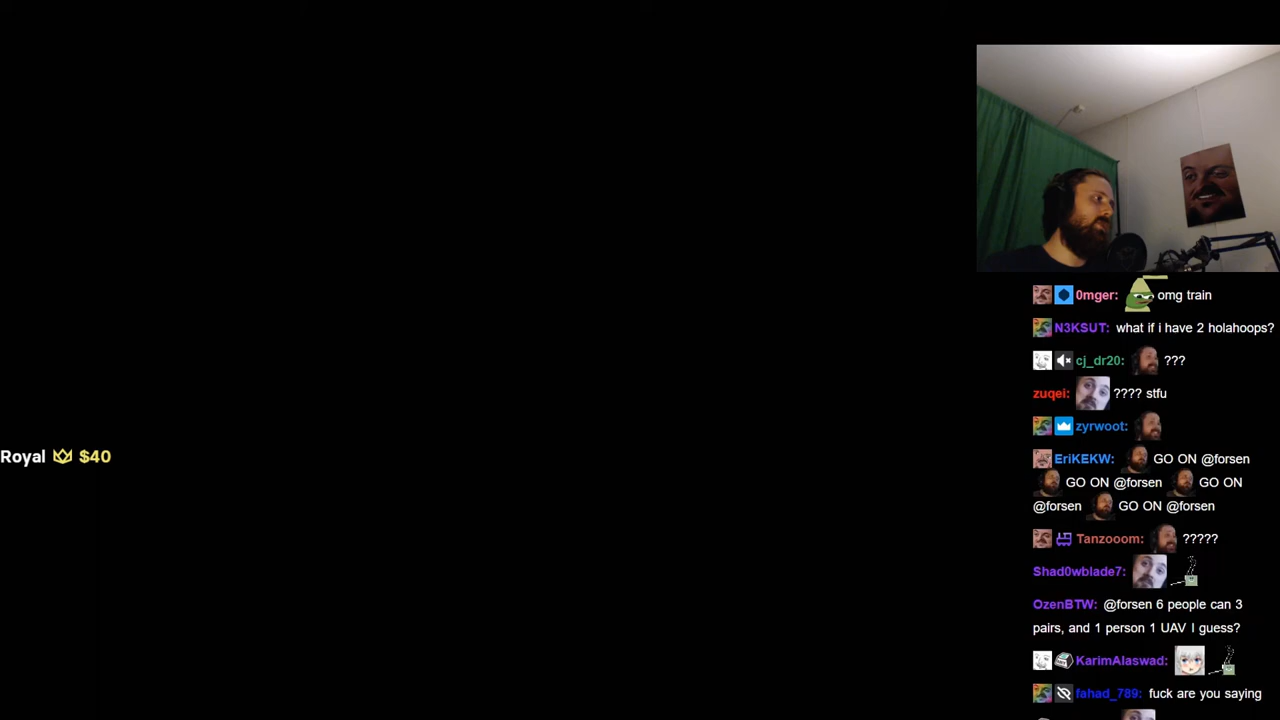 0mger: omg train
N3KSUT: what if i have 2 holahoops?
cj_dr20: ???
zuqei: ???? stfu
zyrwoot:
Royal $40
EriKEKW: GO ON @forsen
GO ON @forsen GO ON
@forsen GO ON @forsen
Tanzooom: ?????
Shad0wblade7:
OzenBTW: @forsen 6 people can 3
pairs, and 1 person 1 UAV I guess?
KarimAlaswad:
fahad_789: fuck are you saying